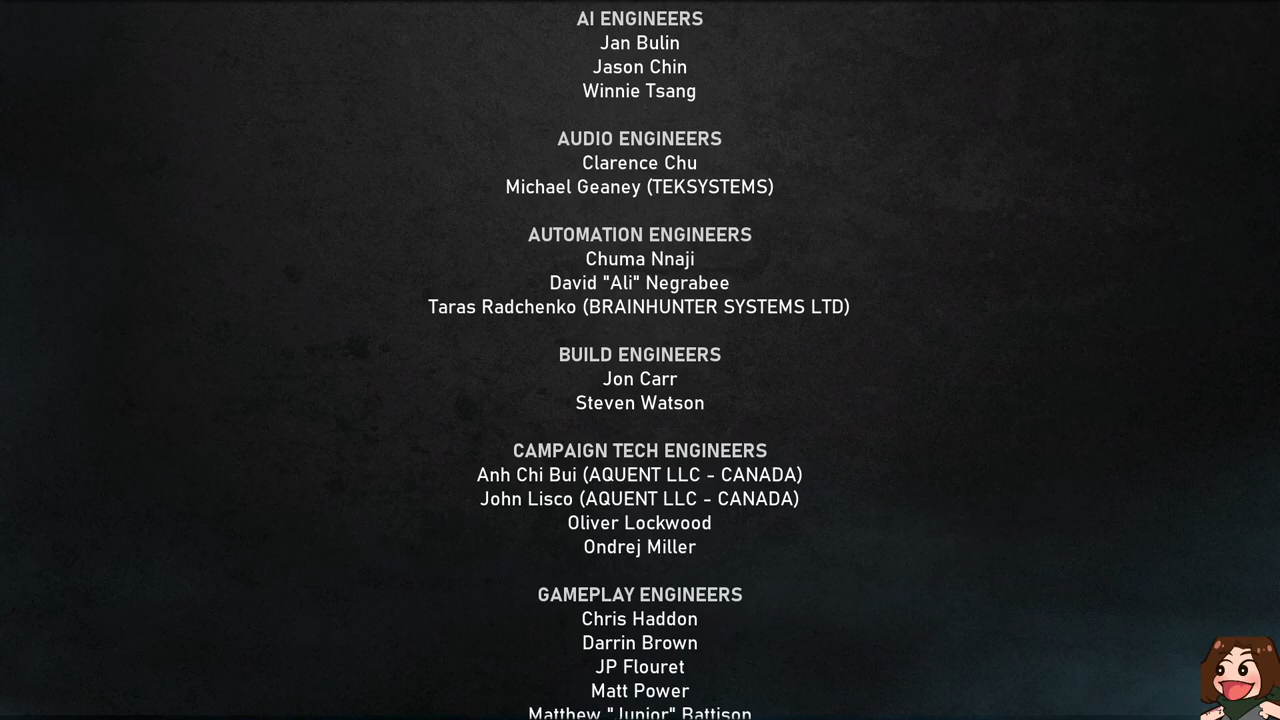 AI ENGINEERS
Jan Bulin
Jason Chin
Winnie Tsang
AUDIO ENGINEERS
Clarence Chu
Michael Geaney (TEKSYSTEMS)
AUTOMATION ENGINEERS
Chuma Nnaji
David "Ali" Negrabee
Taras Radchenko (BRAINHUNTER SYSTEMS LTD)
BUILD ENGINEERS
Jon Carr
Steven Watson
CAMPAIGN TECH ENGINEERS
Anh Chi Bui (AQUENT LLC - CANADA)
John Lisco (AQUENT LLC - CANADA)
Oliver Lockwood
Ondrej Miller
GAMEPLAY ENGINEERS
Chris Haddon
Darrin Brown
JP Flouret
Matt Power
Matthew "Junior" Rattison